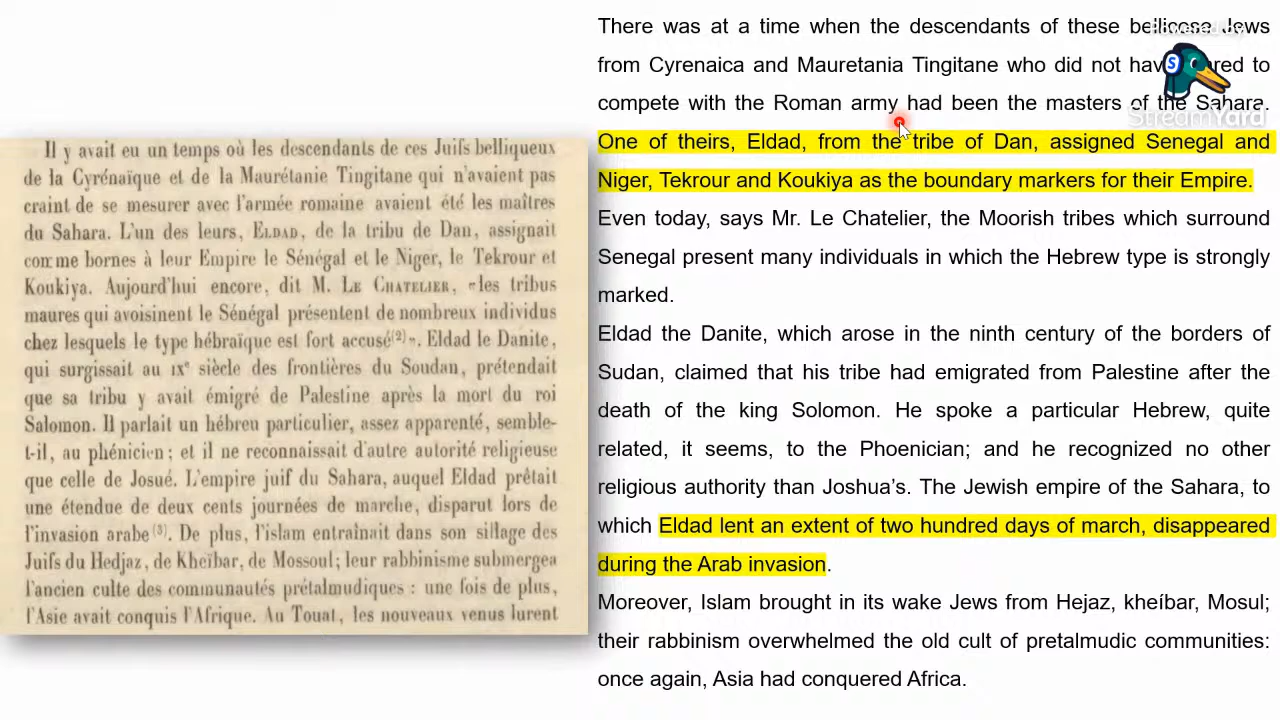 Il y avait eu un temps où les descendants de ces Juifs belliqueux
de la Cyrénaïque et de la Maurétanie Tingitane qui n'avaient pas
craint de se mesurer avec l'armée romaine avaient été les maîtres
du Sahara. L'un des leurs, ELDAD, de la tribu de Dan, assignait
comme bornes à leur Empire le Sénégal et le Niger, le Tekrour et
Koukiya. Aujourd'hui encore, dit M. LE CHATELIER, «les tribus
maures qui avoisinent le Sénégal présentent de nombreux individus
chez lesquels le type hébraïque est fort accusé(2)». Eldad le Danite,
qui surgissait au IXe siècle des frontières du Soudan, prétendait
que sa tribu y avait émigré de Palestine après la mort du roi
Salomon. Il parlait un hébreu particulier, assez apparenté, semble-
t-il, au phénicien; et il ne reconnaissait d'autre autorité religieuse
que celle de Josué. L'empire juif du Sahara, auquel Eldad prêtait
une étendue de deux cents journées de marche, disparut lors de
l'invasion arabe(3). De plus, l'islam entraînait dans son sillage des
Juifs du Hedjaz, de Kheïbar, de Mossoul; leur rabbinisme submergea
l'ancien culte des communautés prétalmudiques : une fois de plus,
l'Asie avait conquis l'Afrique. Au Touat, les nouveaux venus furent
There was at a time when the descendants of these bellicose Jews
from Cyrenaica and Mauretania Tingitane who did not have feared to
compete with the Roman army had been the masters of the Sahara.
One of theirs, Eldad, from the tribe of Dan, assigned Senegal and
Niger, Tekrour and Koukiya as the boundary markers for their Empire.
Even today, says Mr. Le Chatelier, the Moorish tribes which surround
Senegal present many individuals in which the Hebrew type is strongly
marked.
Eldad the Danite, which arose in the ninth century of the borders of
Sudan, claimed that his tribe had emigrated from Palestine after the
death of the king Solomon. He spoke a particular Hebrew, quite
related, it seems, to the Phoenician; and he recognized no other
religious authority than Joshua's. The Jewish empire of the Sahara, to
which Eldad lent an extent of two hundred days of march, disappeared
during the Arab invasion.
Moreover, Islam brought in its wake Jews from Hejaz, kheíbar, Mosul;
their rabbinism overwhelmed the old cult of pretalmudic communities:
once again, Asia had conquered Africa.
Powered by
S
StreamYard